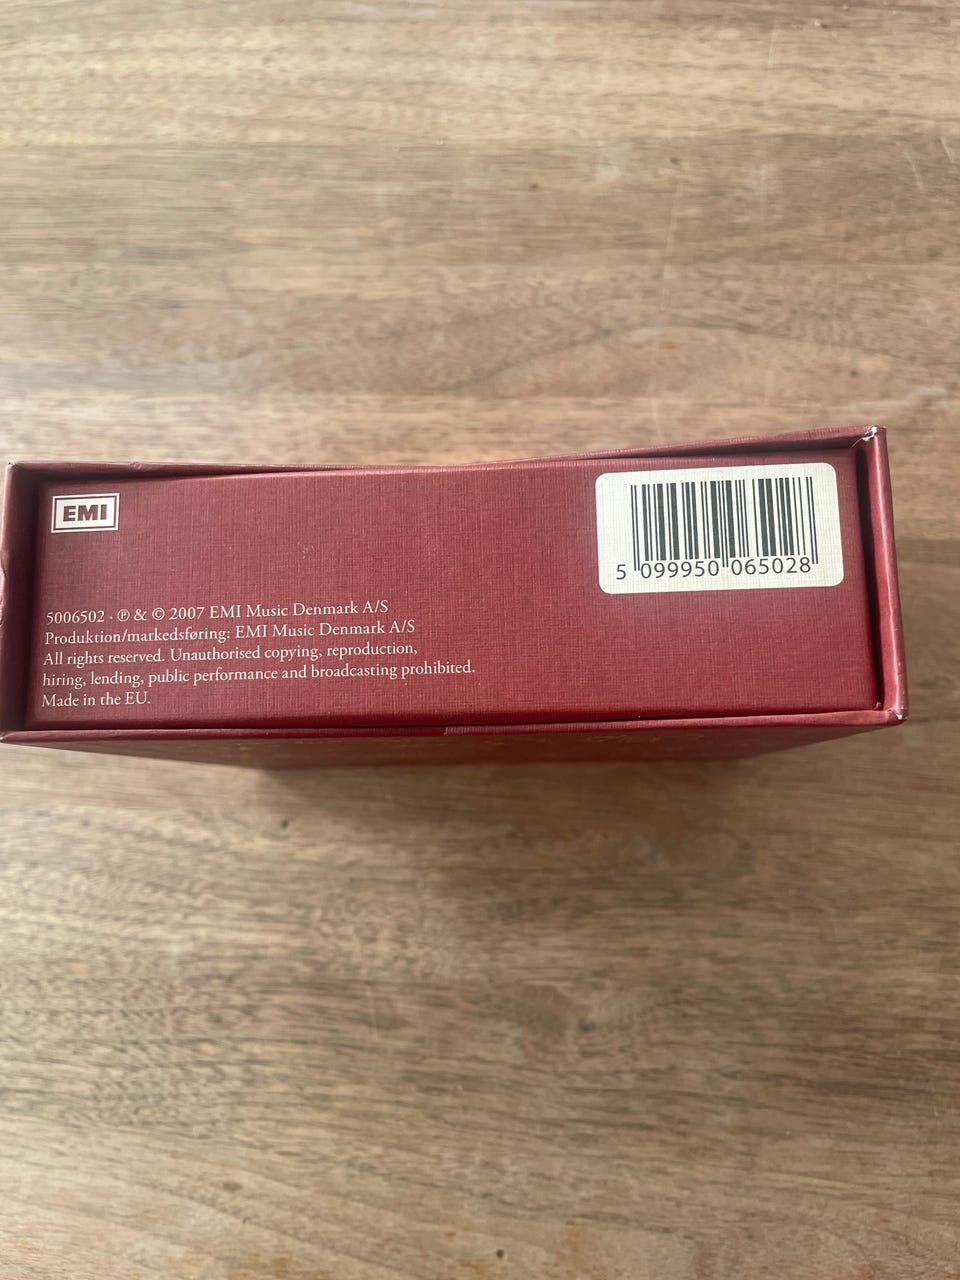 EMI
5 099950 065028
5006502 · ℗ & © 2007 EMI Music Denmark A/S
Produktion/markedsføring: EMI Music Denmark A/S
All rights reserved. Unauthorised copying, reproduction,
hiring, lending, public performance and broadcasting prohibited.
Made in the EU.